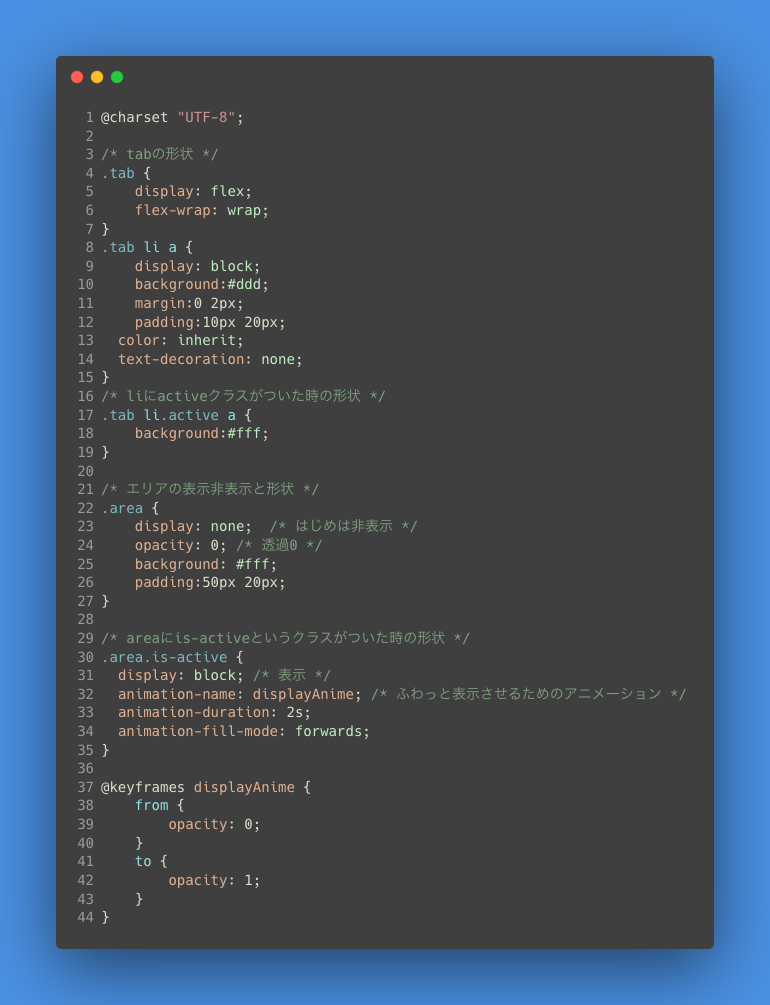 1 @charset "UTF-8";
2
3 /* tabの形状 */
4 .tab {
5     display: flex;
6     flex-wrap: wrap;
7 }
8 .tab li a {
9     display: block;
10     background:#ddd;
11     margin:0 2px;
12     padding:10px 20px;
13   color: inherit;
14   text-decoration: none;
15 }
16 /* liにactiveクラスがついた時の形状 */
17 .tab li.active a {
18     background:#fff;
19 }
20
21 /* エリアの表示非表示と形状 */
22 .area {
23     display: none;  /* はじめは非表示 */
24     opacity: 0; /* 透過0 */
25     background: #fff;
26     padding:50px 20px;
27 }
28
29 /* areaにis-activeというクラスがついた時の形状 */
30 .area.is-active {
31   display: block; /* 表示 */
32   animation-name: displayAnime; /* ふわっと表示させるためのアニメーション */
33   animation-duration: 2s;
34   animation-fill-mode: forwards;
35 }
36
37 @keyframes displayAnime {
38     from {
39         opacity: 0;
40     }
41     to {
42         opacity: 1;
43     }
44 }